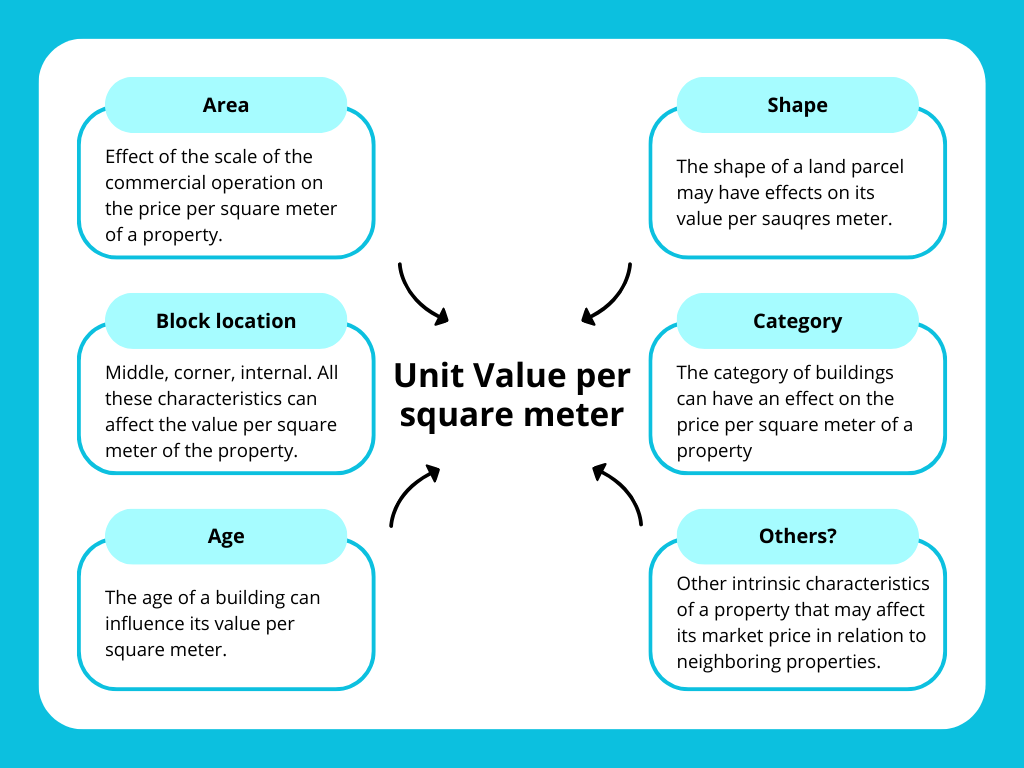 Area
Effect of the scale of the
commercial operation on
the price per square meter
of a property.
Block location
Middle, corner, internal. All
these characteristics can
affect the value per square
meter of the property.
Age
The age of a building can
influence its value per
square meter.
Unit Value per
square meter
Shape
The shape of a land parcel
may have effects on its
value per sauqres meter.
Category
The category of buildings
can have an effect on the
price per square meter of a
property
Others?
Other intrinsic characteristics
of a property that may affect
its market price in relation to
neighboring properties.